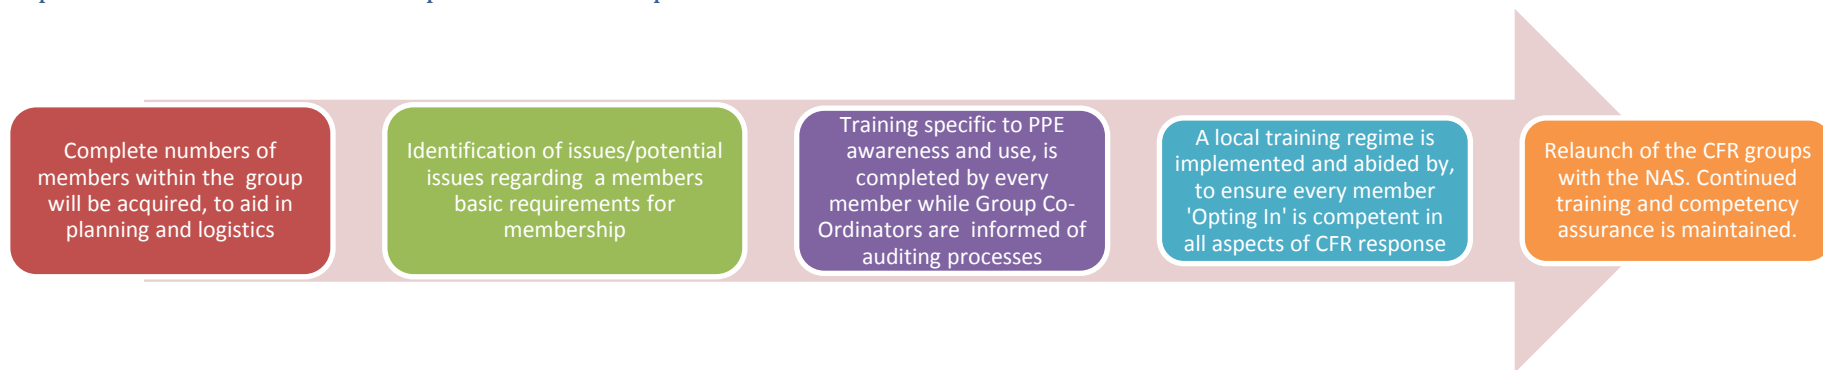 Complete numbers of
members within the group
will be acquired, to aid in
planning and logistics
Identification of issues/potential
issues regarding a members
basic requirements for
membership
Training specific to PPE
awareness and use, is
completed by every
member while Group Co-
Ordinators are informed of
auditing processes
A local training regime is
implemented and abided by,
to ensure every member
'Opting In' is competent in
all aspects of CFR response
Relaunch of the CFR groups
with the NAS. Continued
training and competency
assurance is maintained.